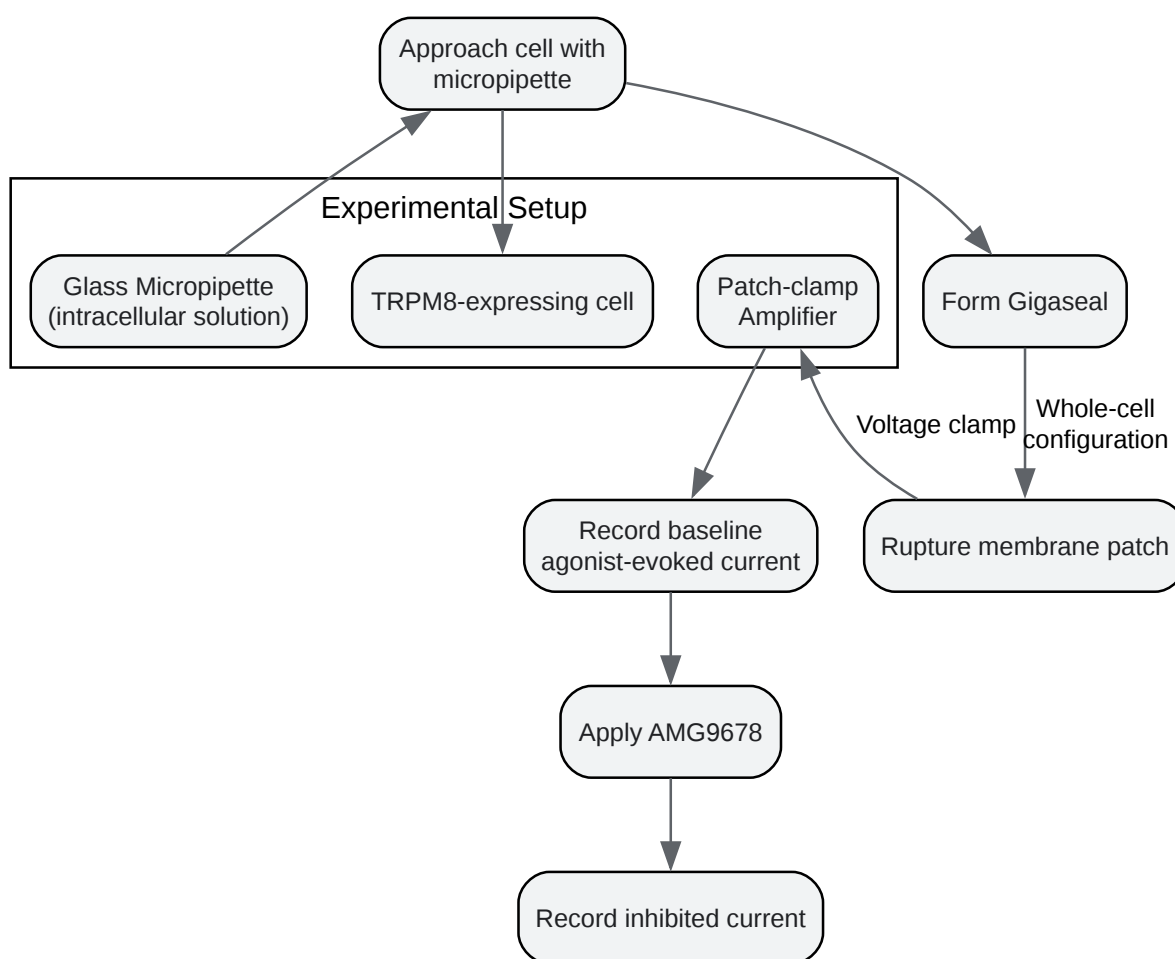 Approach cell with
micropipette
Experimental Setup
Glass Micropipette
(intracellular solution)
TRPM8-expressing cell
Patch-clamp
Amplifier
Form Gigaseal
Voltage clamp
Whole-cell
configuration
Record baseline
agonist-evoked current
Rupture membrane patch
Apply AMG9678
Record inhibited current